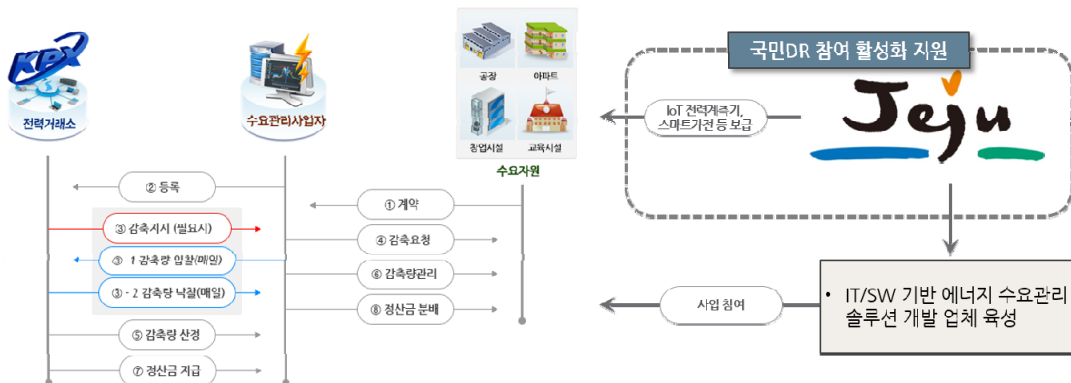 KPX
전력거래소
수요관리사업자
공장
아파트
창업시설
교육시설
수요자원
국민DR 참여 활성화 지원
IoT 전력계측기,
스마트가전 등 보급
Jeju
② 등록
① 계약
③ 감축지시 (필요시)
④ 감축요청
③ 1 감축량 입찰(매일)
③ - 2 감축량 낙찰(매일)
⑥ 감축량관리
⑧ 정산금 분배
⑤ 감축량 산정
⑦ 정산금 지급
사업 참여
• IT/SW 기반 에너지 수요관리
솔루션 개발 업체 육성